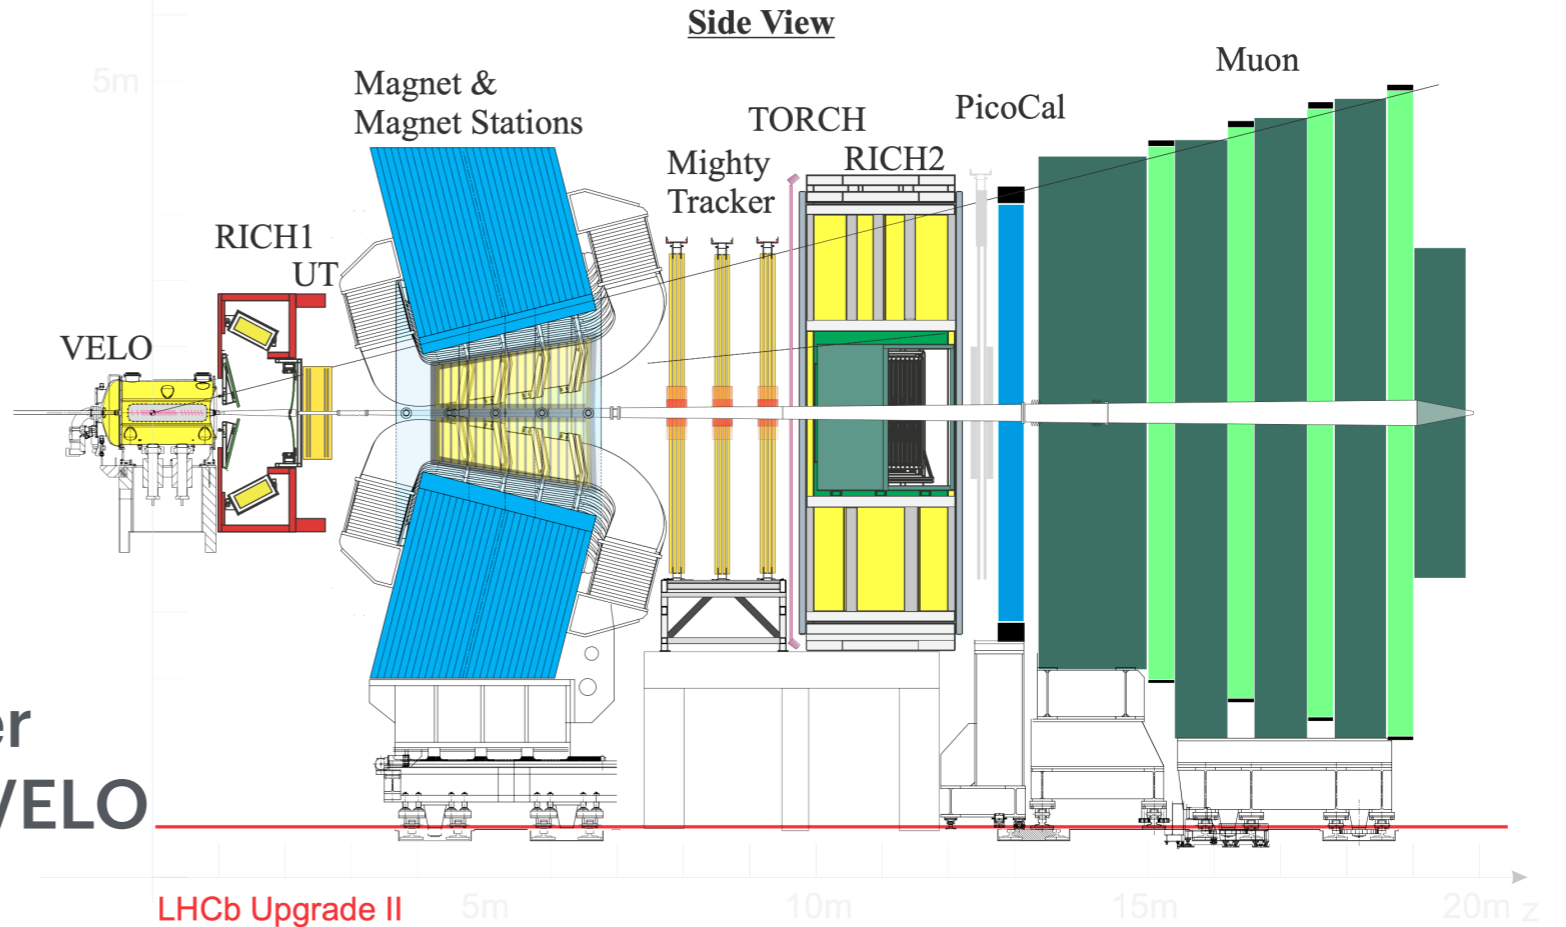 Side View
5m
Magnet &
Magnet Stations
TORCH
PicoCal
Muon
Mighty
Tracker
RICH2
RICH1
UT
VELO
er
VELO
LHCb Upgrade II
5m
10m
15m
20m
z